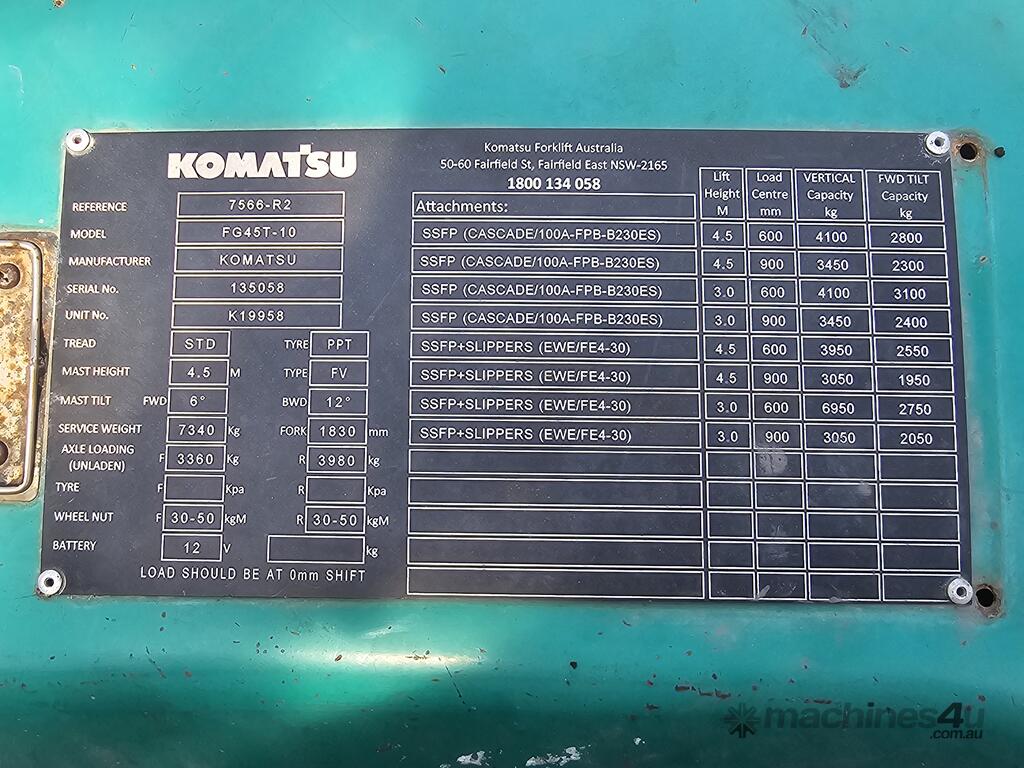 KOMATSU
Komatsu Forklift Australia
50-60 Fairfield St, Fairfield East NSW-2165
1800 134 058
REFERENCE 7566-R2
MODEL FG45T-10
MANUFACTURER KOMATSU
SERIAL No. 135058
UNIT No. K19958
TREAD STD TYRE PPT
MAST HEIGHT 4.5 M TYPE FV
MAST TILT FWD 6° BWD 12°
SERVICE WEIGHT 7340 Kg FORK 1830 mm
AXLE LOADING (UNLADEN) F 3360 Kg R 3980 kg
TYRE F Kpa R Kpa
WHEEL NUT F 30-50 kgM R 30-50 kgM
BATTERY 12 V kg
LOAD SHOULD BE AT 0mm SHIFT
Attachments: Lift Height M Load Centre mm VERTICAL Capacity kg FWD TILT Capacity kg
SSFP (CASCADE/100A-FPB-B230ES) 4.5 600 4100 2800
SSFP (CASCADE/100A-FPB-B230ES) 4.5 900 3450 2300
SSFP (CASCADE/100A-FPB-B230ES) 3.0 600 4100 3100
SSFP (CASCADE/100A-FPB-B230ES) 3.0 900 3450 2400
SSFP+SLIPPERS (EWE/FE4-30) 4.5 600 3950 2550
SSFP+SLIPPERS (EWE/FE4-30) 4.5 900 3050 1950
SSFP+SLIPPERS (EWE/FE4-30) 3.0 600 6950 2750
SSFP+SLIPPERS (EWE/FE4-30) 3.0 900 3050 2050
machines4u
.com.au